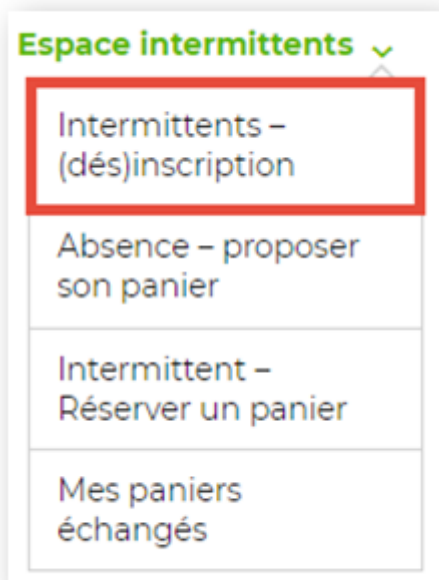 Espace intermittents
Intermittents –
(dés)inscription
Absence – proposer
son panier
Intermittent –
Réserver un panier
Mes paniers
échangés